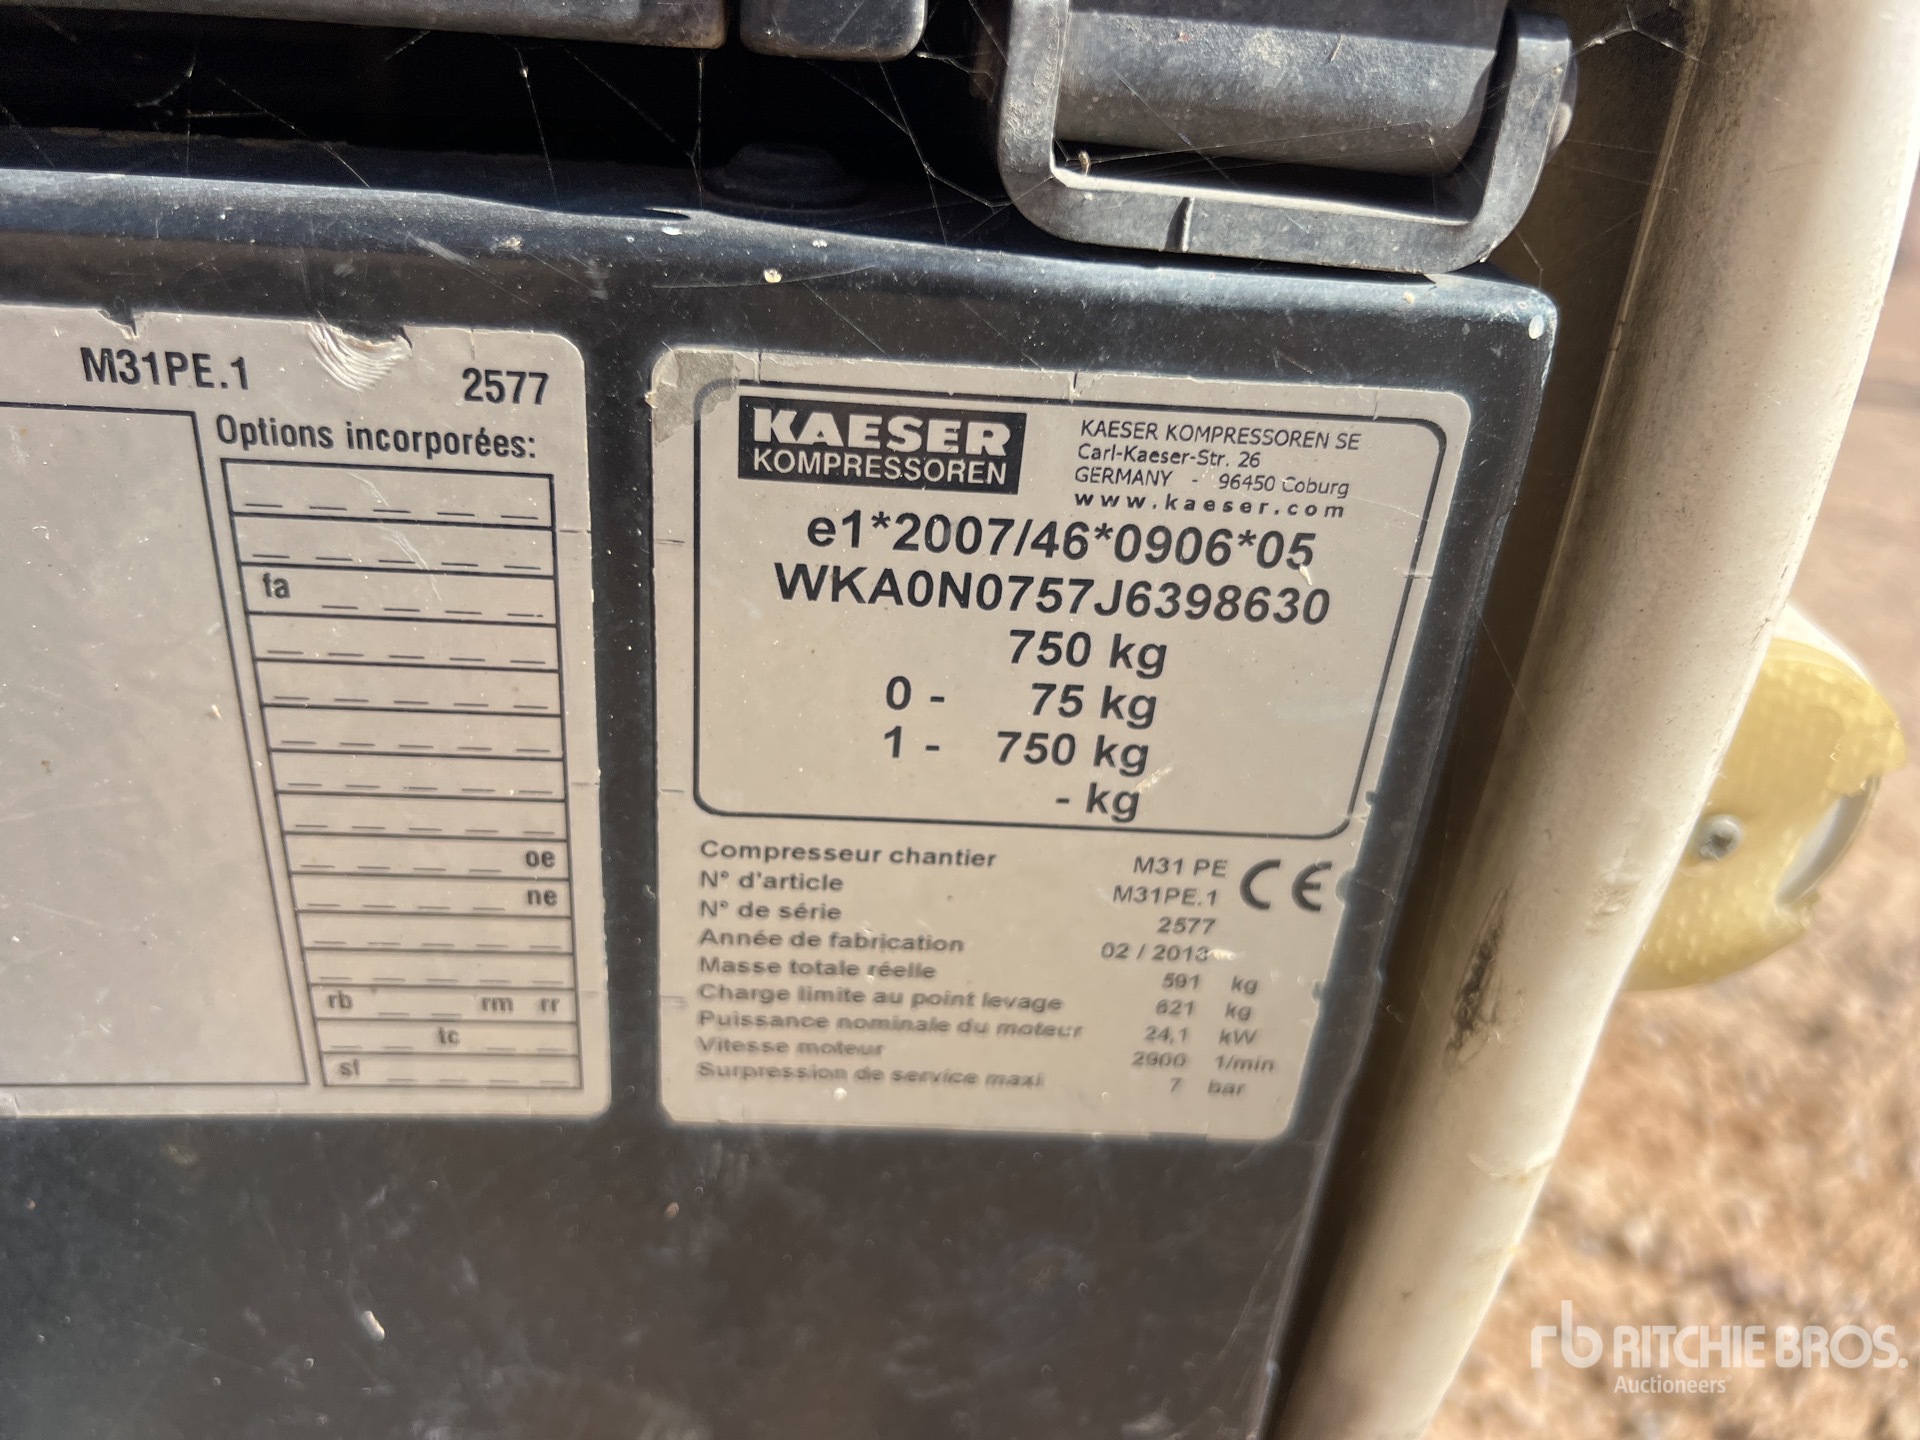 M31PE.1 2577
Options incorporées:
fa
oe
ne
rb rm rr
tc
sf
KAESER
KOMPRESSOREN
KAESER KOMPRESSOREN SE
Carl-Kaeser-Str. 26
GERMANY - 96450 Coburg
www.kaeser.com
e1*2007/46*0906*05
WKA0N0757J6398630
750 kg
0 - 75 kg
1 - 750 kg
- kg
Compresseur chantier M31 PE
N° d'article M31PE.1
CE
N° de série 2577
Année de fabrication 02 /
Masse totale réelle 591 kg
Charge limite au point levage 621 kg
Puissance nominale du moteur 24,1 kW
Vitesse moteur 2900 1/min
Surpression de service maxi 7 bar
rb RITCHIE BROS.
Auctioneers